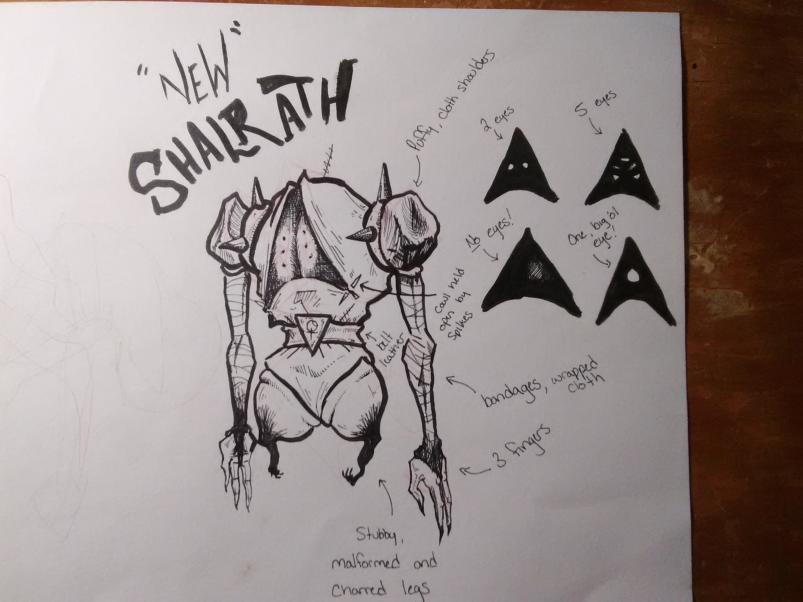 "NEW"
SHALRATH
Puffy, cloth shoulders
2 eyes
5 eyes
No eyes!
One, big ol'
eye!
Cowl held
open by
spikes
belt
leather
bandages, wrapped
cloth
3 fingers
Stubby,
malformed and
charred legs